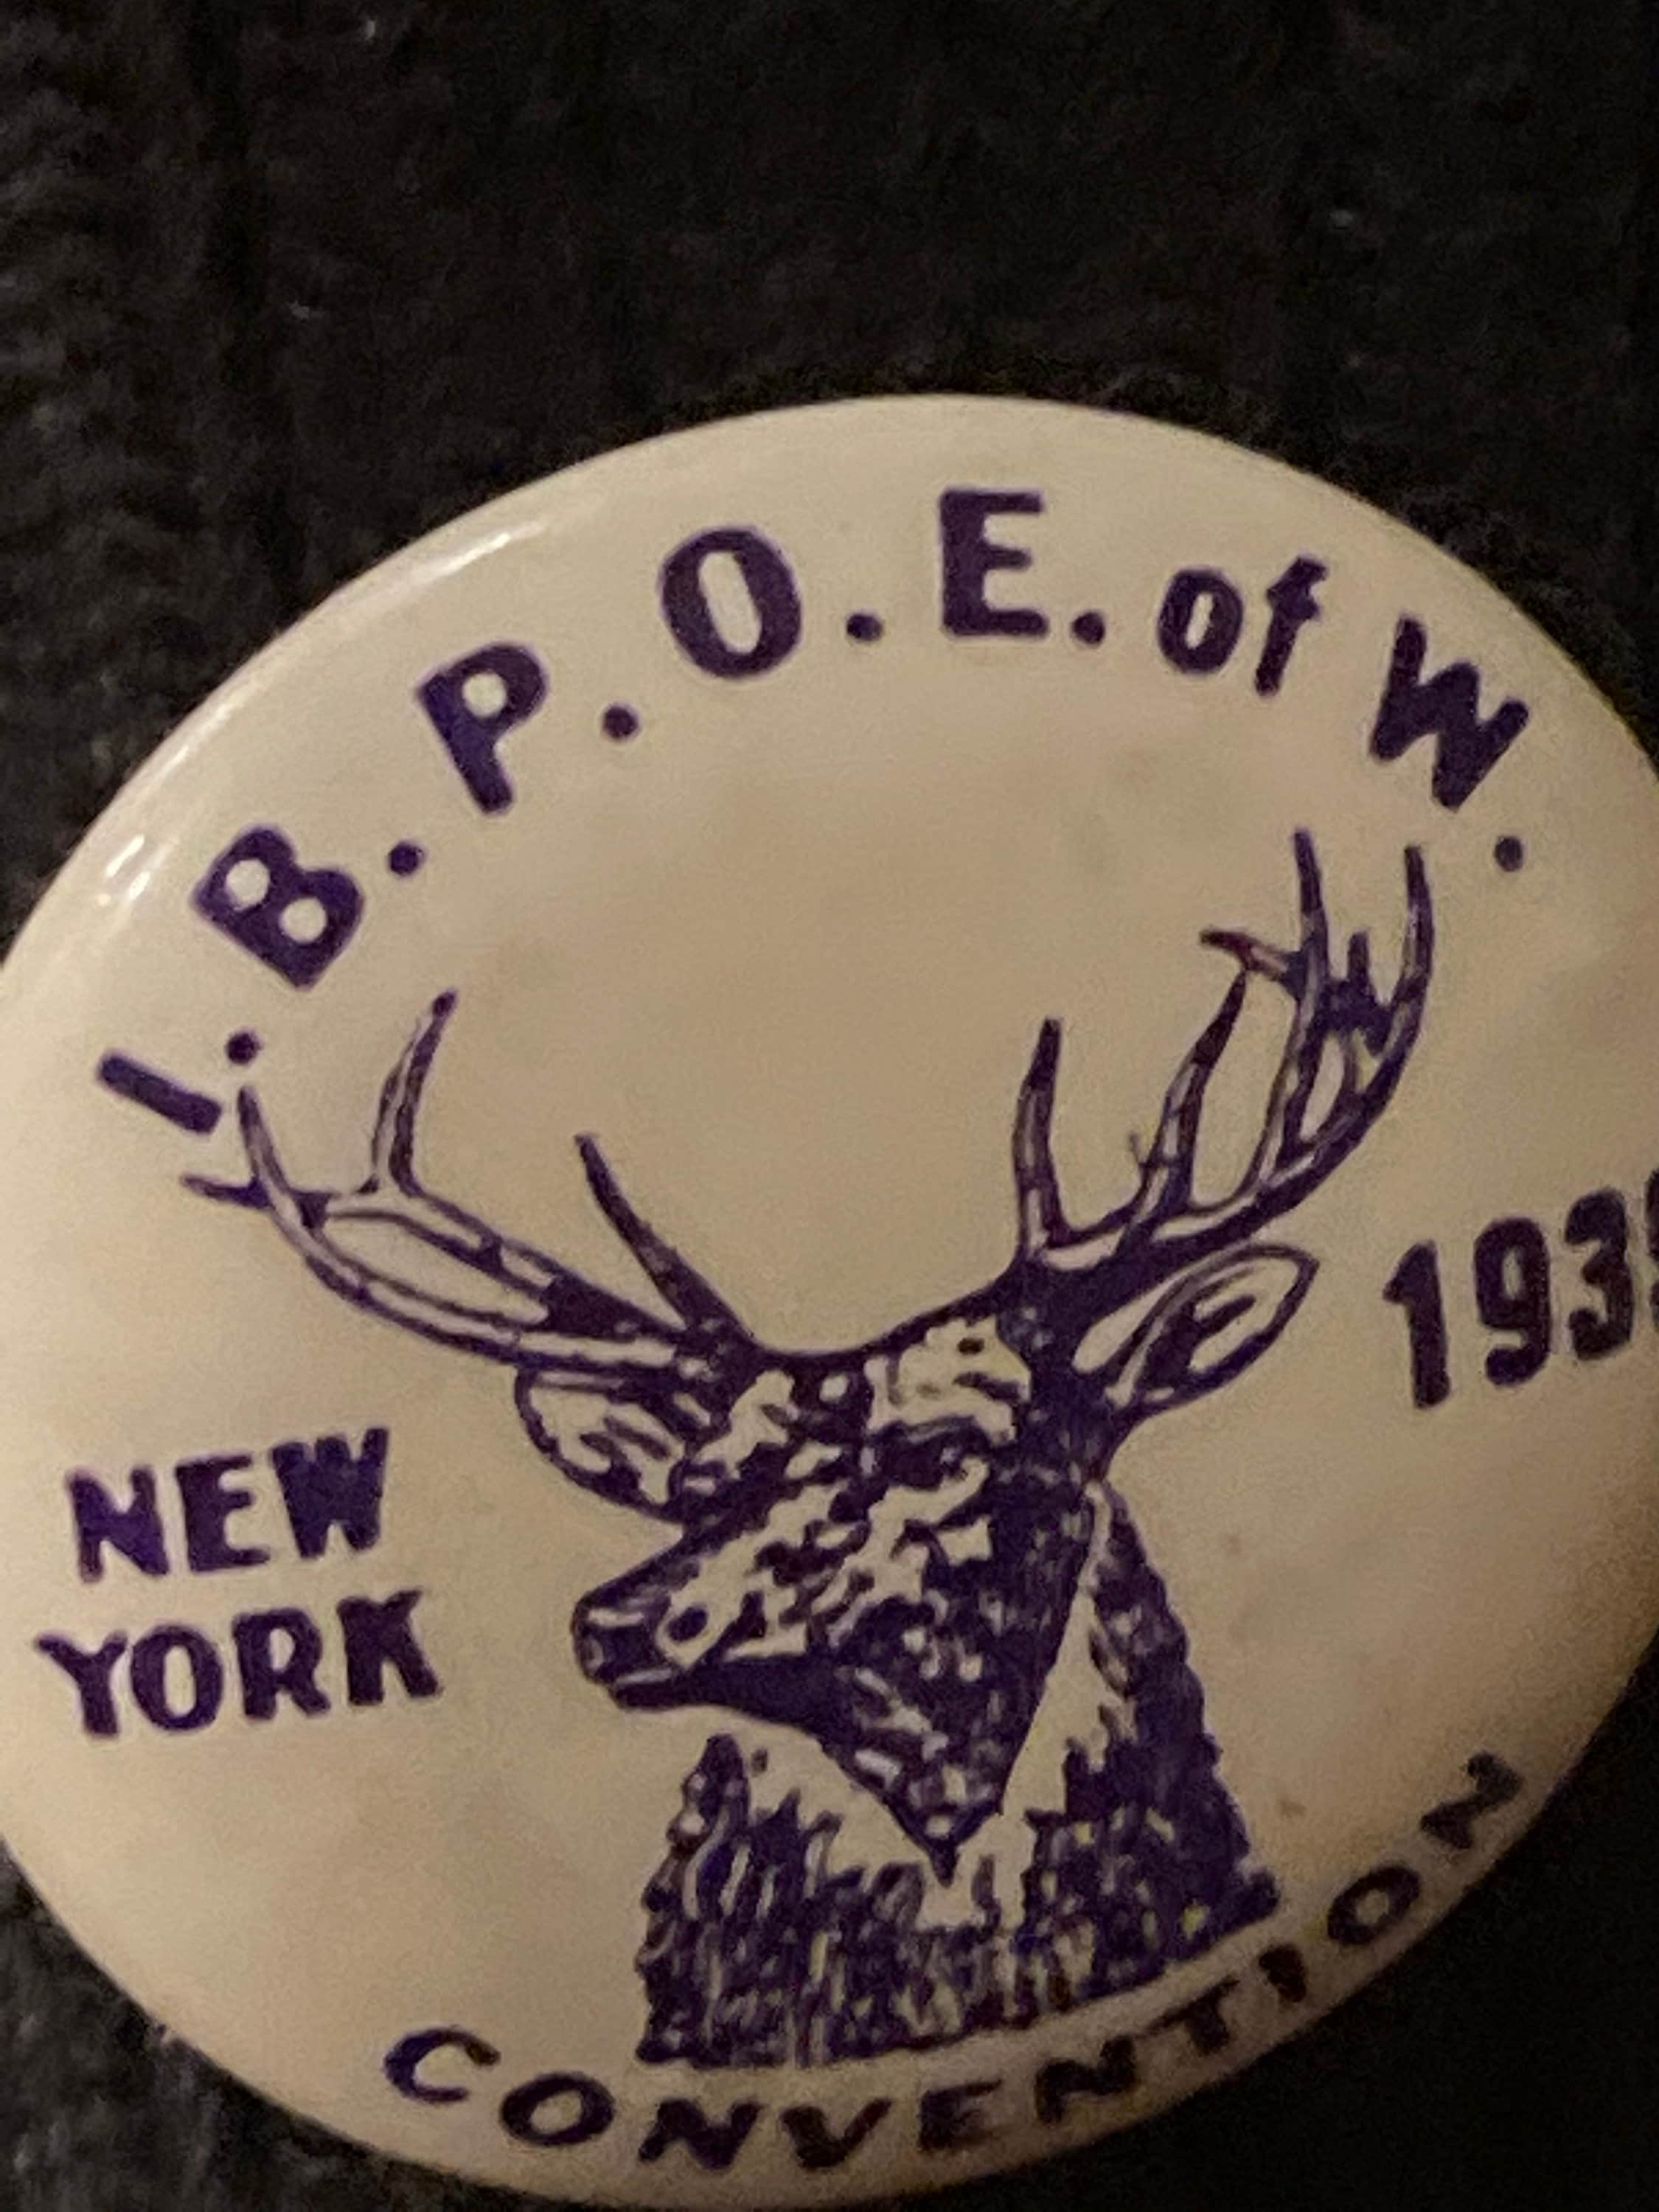 I.B.P.O.E. of W.
NEW
YORK
CONVENTION